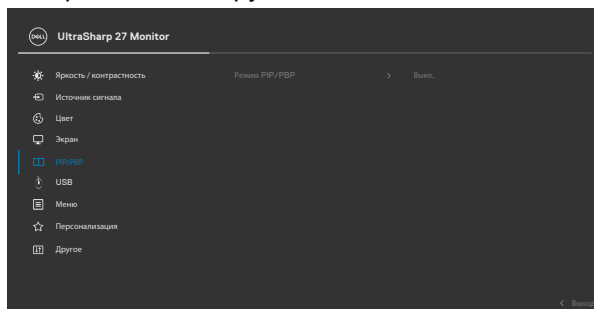 DELL UltraSharp 27 Monitor
Яркость / контрастность Режим PIP/PBP > Выкл.
Источник сигнала
Цвет
Экран
PIP/PBP
USB
Меню
Персонализация
Другое
< Выход